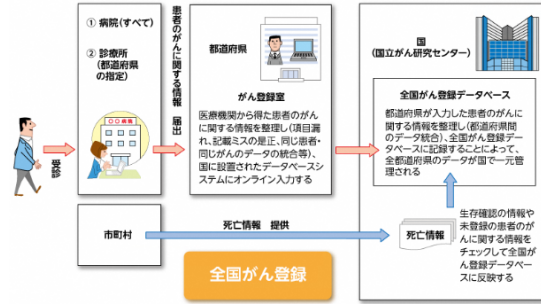 ① 病院(すべて)
② 診療所
(都道府県
の指定)
〇〇病院
受診
患者のがんに関する情報 届出
都道府県
がん登録室
医療機関から得た患者のがん
に関する情報を整理し(項目漏
れ、記載ミスの是正、同じ患者・
同じがんのデータの統合等)、
国に設置されたデータベースシ
ステムにオンライン入力する
国
(国立がん研究センター)
全国がん登録データベース
都道府県が入力した患者のがんに
関する情報を整理し(都道府県間
のデータ統合)、全国がん登録デー
タベースに記録することによって、
全都道府県のデータが国で一元管
理される
市町村
死亡情報 提供
死亡情報
生存確認の情報や
未登録の患者のが
んに関する情報を
チェックして全国が
ん登録データベー
スに反映する
全国がん登録